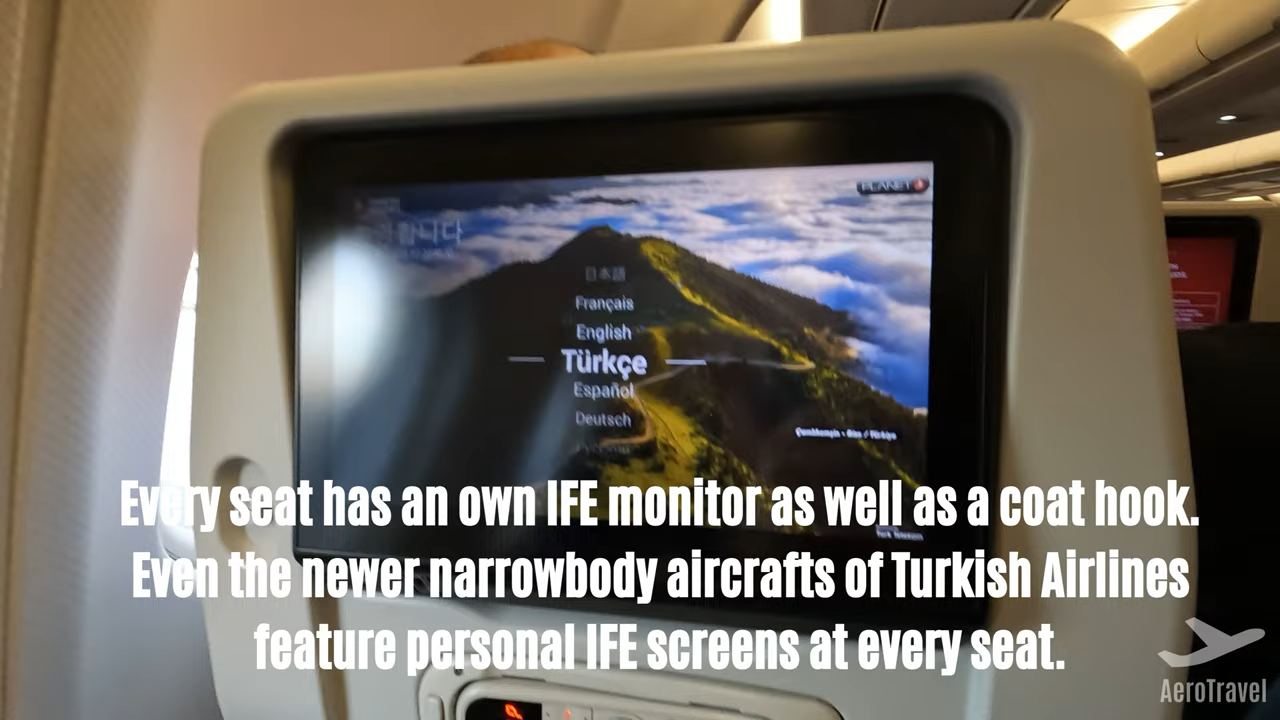 PLANET
日本語
Français
English
Türkçe
Español
Deutsch
Русский
Every seat has an own IFE monitor as well as a coat hook.
Even the newer narrowbody aircrafts of Turkish Airlines
feature personal IFE screens at every seat.
AeroTravel